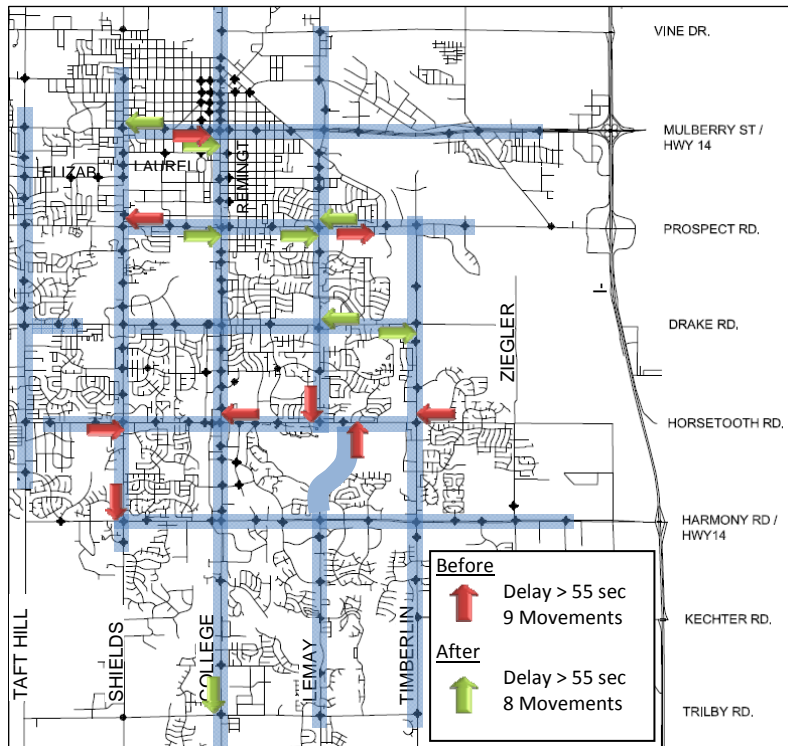 VINE DR.
MULBERRY ST /
HWY 14
LAUREL
ELIZAB
REMINGT
PROSPECT RD.
DRAKE RD.
ZIEGLER
HORSETOOTH RD.
HARMONY RD /
HWY14
Before
Delay > 55 sec
9 Movements
After
Delay > 55 sec
8 Movements
KECHTER RD.
TAFT HILL
SHIELDS
COLLEGE
LEMAY
TIMBERLIN
TRILBY RD.